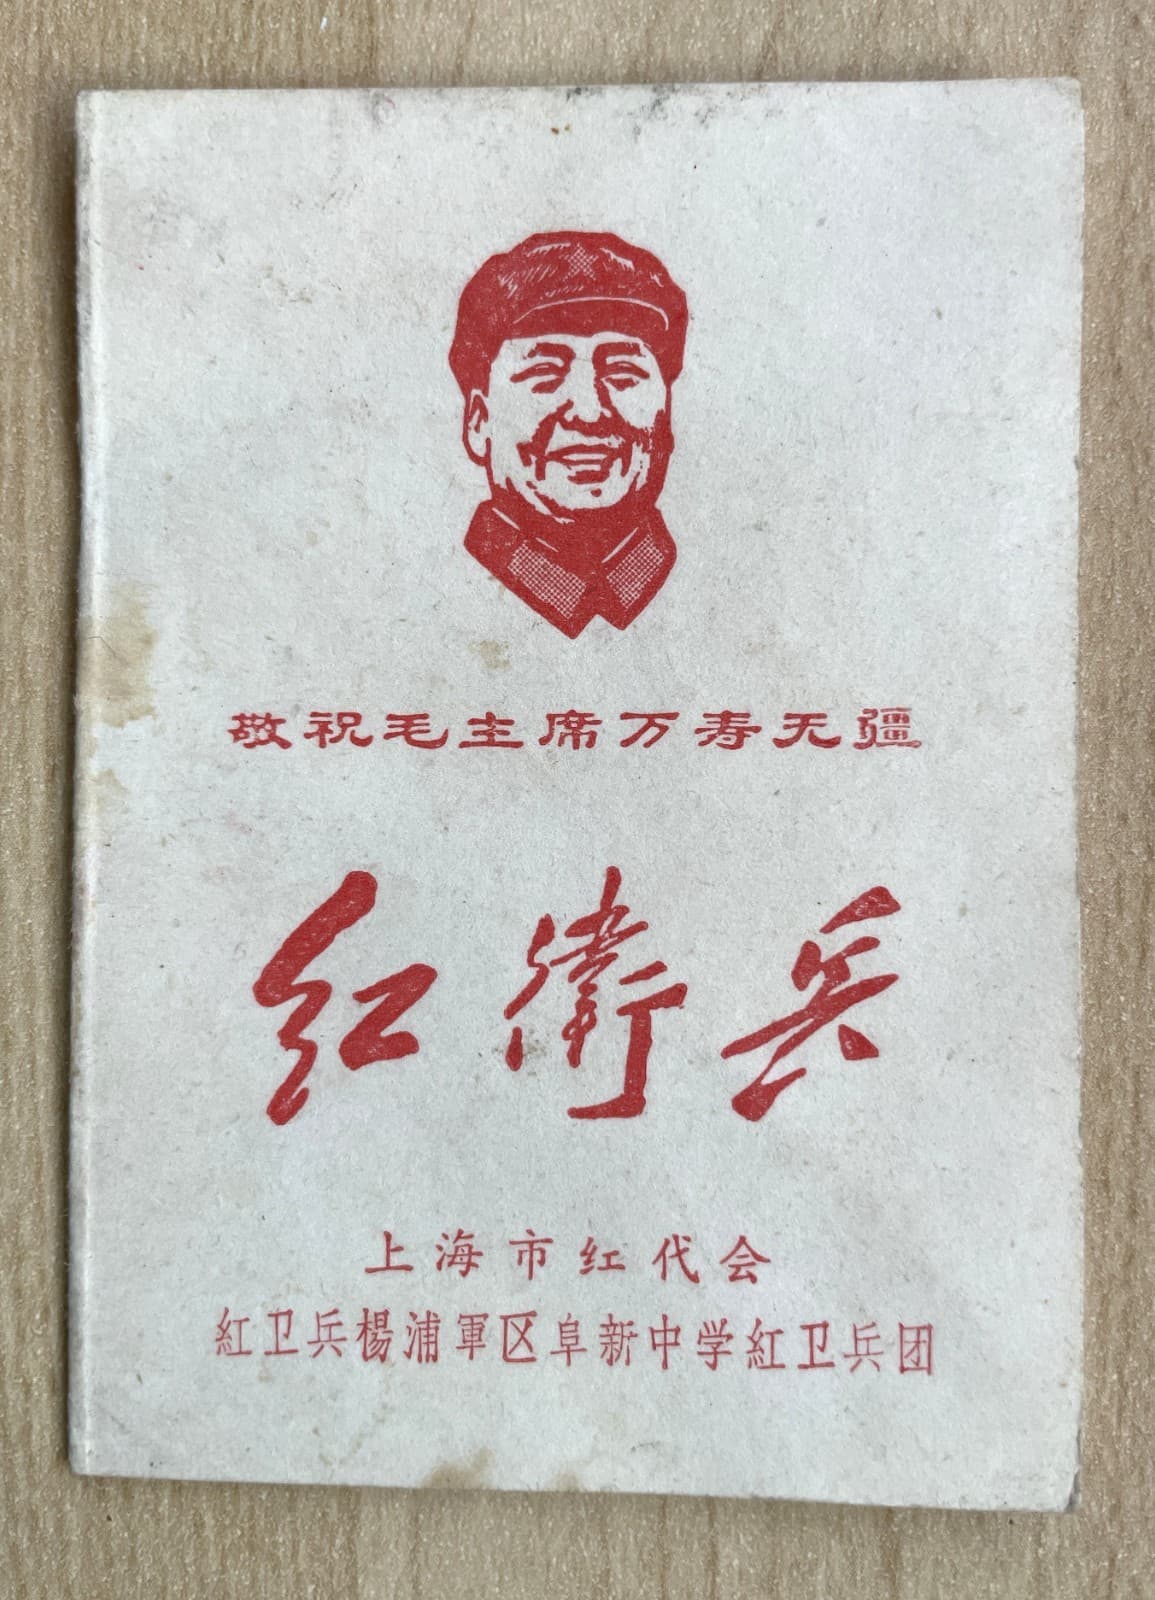 敬祝毛主席万寿无疆
红衛兵
上海市红代会
紅卫兵楊浦軍区阜新中学紅卫兵团